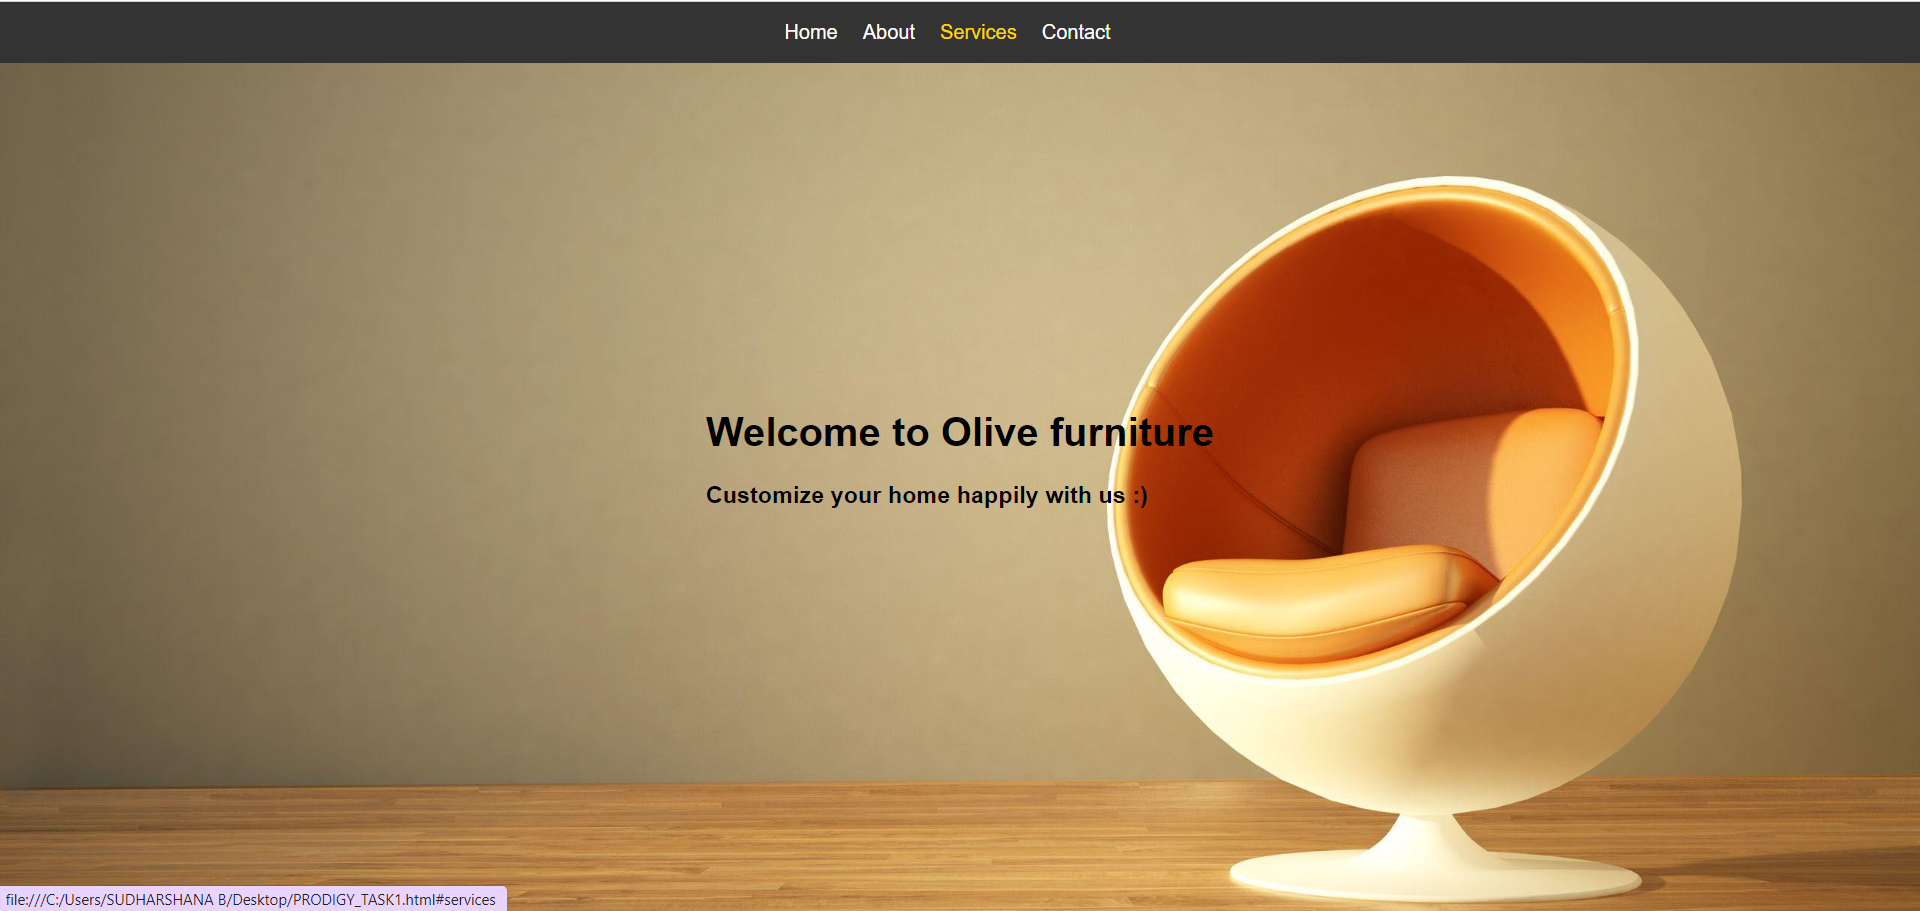 Home About Services Contact
Welcome to Olive furniture
Customize your home happily with us :)
file:///C:/Users/SUDHARSHANA B/Desktop/PRODIGY_TASK1.html#services